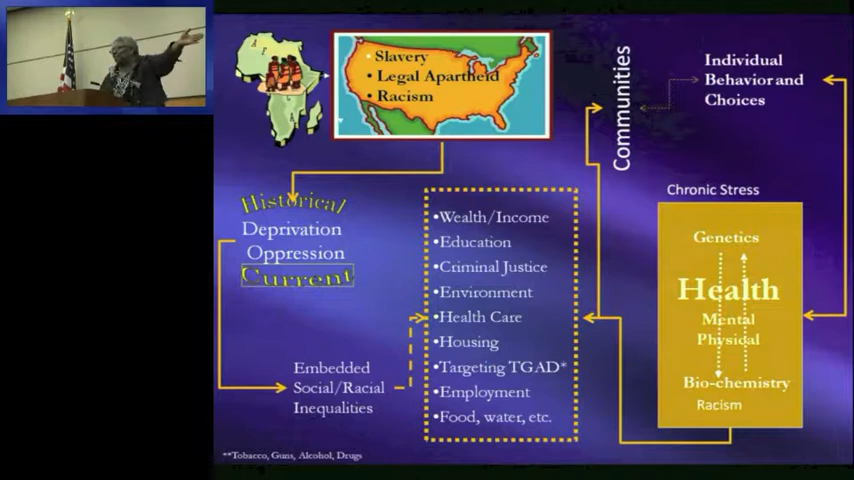 • Slavery
• Legal Apartheid
• Racism
Historical
Deprivation
Oppression
Current
Embedded
Social/Racial
Inequalities
•Wealth/Income
•Education
•Criminal Justice
•Environment
•Health Care
•Housing
•Targeting TGAD*
•Employment
•Food, water, etc.
Communities
Individual
Behavior and
Choices
Chronic Stress
Genetics
Health
Mental
Physical
Bio-chemistry
Racism
**Tobacco, Guns, Alcohol, Drugs